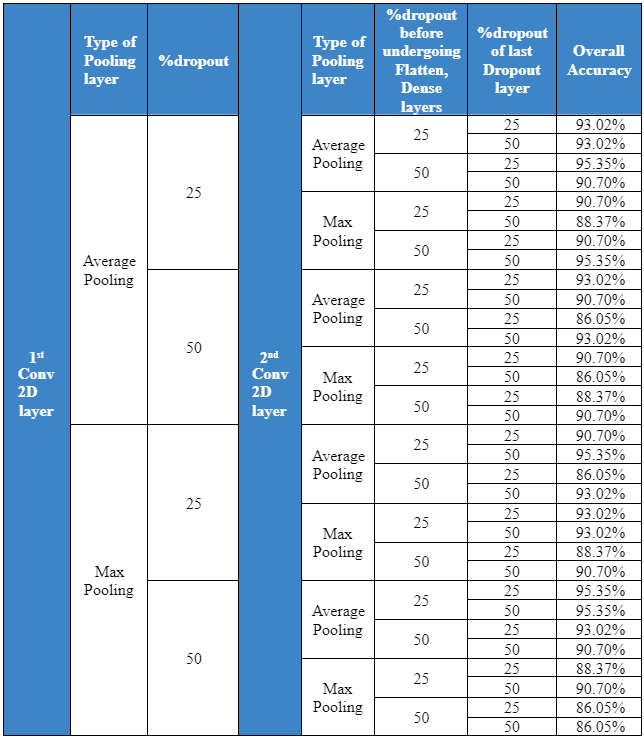 Type of Pooling layer
%dropout
Type of Pooling layer
%dropout before undergoing Flatten, Dense layers
%dropout of last Dropout layer
Overall Accuracy
1st Conv 2D layer
2nd Conv 2D layer
Average Pooling
25
Average Pooling
25
25 93.02%
50 93.02%
50
25 95.35%
50 90.70%
Max Pooling
25
25 90.70%
50 88.37%
50
25 90.70%
50 95.35%
50
Average Pooling
25
25 93.02%
50 90.70%
50
25 86.05%
50 93.02%
Max Pooling
25
25 90.70%
50 86.05%
50
25 88.37%
50 90.70%
Max Pooling
25
Average Pooling
25
25 90.70%
50 95.35%
50
25 86.05%
50 93.02%
Max Pooling
25
25 93.02%
50 93.02%
50
25 88.37%
50 90.70%
50
Average Pooling
25
25 95.35%
50 95.35%
50
25 93.02%
50 90.70%
Max Pooling
25
25 88.37%
50 90.70%
50
25 86.05%
50 86.05%